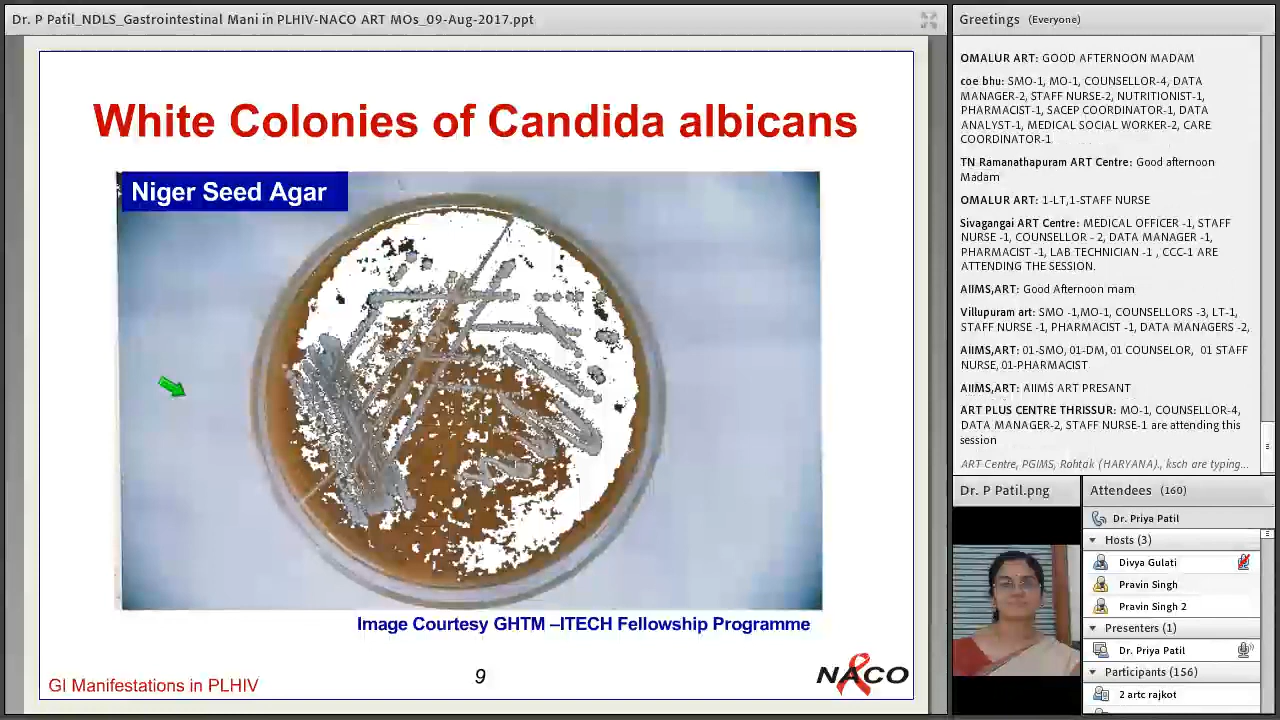 Dr. P Patil_NDLS_Gastrointestinal Mani in PLHIV-NACO ART MOs_09-Aug-2017.ppt
White Colonies of Candida albicans
Niger Seed Agar
Image Courtesy GHTM –ITECH Fellowship Programme
GI Manifestations in PLHIV
9
NACO
Greetings (Everyone)
OMALUR ART: GOOD AFTERNOON MADAM
coe bhu: SMO-1, MO-1, COUNSELLOR-4, DATA
MANAGER-2, STAFF NURSE-2, NUTRITIONIST-1,
PHARMACIST-1, SACEP COORDINATOR-1, DATA
ANALYST-1, MEDICAL SOCIAL WORKER-2, CARE
COORDINATOR-1
TN Ramanathapuram ART Centre: Good afternoon
Madam
OMALUR ART: 1-LT,1-STAFF NURSE
Sivagangai ART Centre: MEDICAL OFFICER -1, STAFF
NURSE -1, COUNSELLOR - 2, DATA MANAGER -1,
PHARMACIST -1, LAB TECHNICIAN -1 , CCC-1 ARE
ATTENDING THE SESSION.
AIIMS,ART: Good Afternoon mam
Villupuram art: SMO -1,MO-1, COUNSELLORS -3, LT-1,
STAFF NURSE -1, PHARMACIST -1, DATA MANAGERS -2,
AIIMS,ART: 01-SMO, 01-DM, 01 COUNSELOR, 01 STAFF
NURSE, 01-PHARMACIST
AIIMS,ART: AIIMS ART PRESANT
ART PLUS CENTRE THRISSUR: MO-1, COUNSELLOR-4,
DATA MANAGER-2, STAFF NURSE-1 are attending this
session
ART Centre, PGIMS, Rohtak (HARYANA)., ksch are typing...
Dr. P Patil.png
Attendees (160)
Dr. Priya Patil
Hosts (3)
Divya Gulati
Pravin Singh
Pravin Singh 2
Presenters (1)
Dr. Priya Patil
Participants (156)
2 artc rajkot